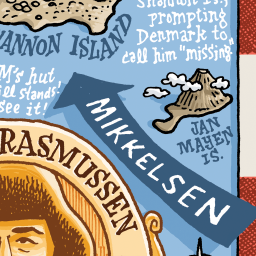 Shannon Is.,
prompting
Denmark to
call him "missing"
SHANNON ISLAND
M's hut
still stands!
see it!
JAN
MAYEN
IS.
MIKKELSEN
RASMUSSEN